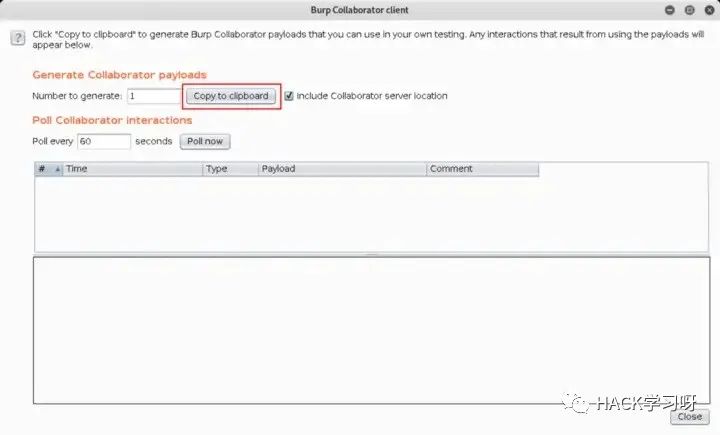 Burp Collaborator client
? Click "Copy to clipboard" to generate Burp Collaborator payloads that you can use in your own testing. Any interactions that result from using the payloads will
appear below.
Generate Collaborator payloads
Number to generate: 1 Copy to clipboard Include Collaborator server location
Poll Collaborator interactions
Poll every 60 seconds Poll now
# Time Type Payload Comment
HACK学习呀
Close